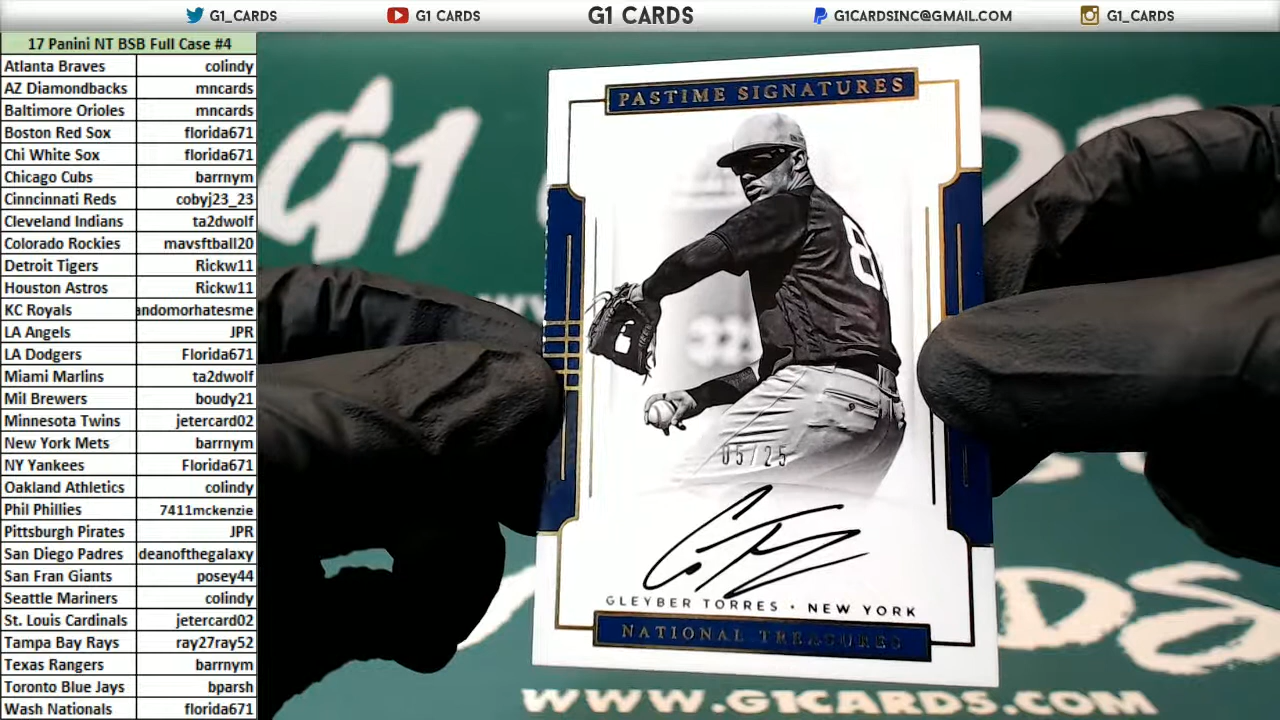 G1_CARDS
G1 CARDS
G1 CARDS
G1CARDSINC@GMAIL.COM
G1_CARDS
17 Panini NT BSB Full Case #4
Atlanta Braves colindy
AZ Diamondbacks mncards
Baltimore Orioles mncards
Boston Red Sox florida671
Chi White Sox florida671
Chicago Cubs barrnym
Cinncinnati Reds cobyj23_23
Cleveland Indians ta2dwolf
Colorado Rockies mavsftball20
Detroit Tigers Rickw11
Houston Astros Rickw11
KC Royals andomorhatesme
LA Angels JPR
LA Dodgers Florida671
Miami Marlins ta2dwolf
Mil Brewers boudy21
Minnesota Twins jetercard02
New York Mets barrnym
NY Yankees Florida671
Oakland Athletics colindy
Phil Phillies 7411mckenzie
Pittsburgh Pirates JPR
San Diego Padres deanofthegalaxy
San Fran Giants posey44
Seattle Mariners colindy
St. Louis Cardinals jetercard02
Tampa Bay Rays ray27ray52
Texas Rangers barrnym
Toronto Blue Jays bparsh
Wash Nationals florida671
G1
PASTIME SIGNATURES
8
05/25
GLEYBER TORRES • NEW YORK
NATIONAL TREASURES
WWW.G1CARDS.COM